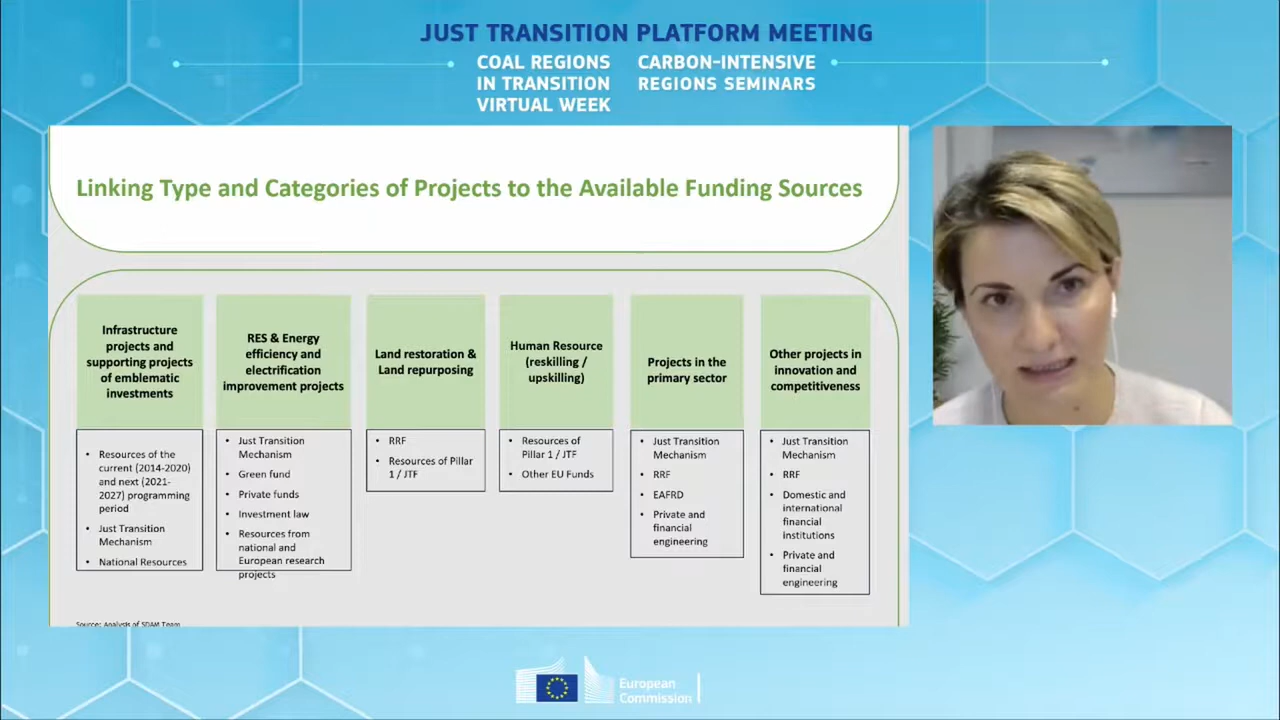 JUST TRANSITION PLATFORM MEETING
COAL REGIONS
IN TRANSITION
VIRTUAL WEEK
CARBON-INTENSIVE
REGIONS SEMINARS
Linking Type and Categories of Projects to the Available Funding Sources
Infrastructure
projects and
supporting projects
of emblematic
investments
• Resources of the
current (2014-2020)
and next (2021-
2027) programming
period
• Just Transition
Mechanism
• National Resources
RES & Energy
efficiency and
electrification
improvement projects
• Just Transition
Mechanism
• Green fund
• Private funds
• Investment law
• Resources from
national and
European research
projects
Land restoration &
Land repurposing
• RRF
• Resources of Pillar
1 / JTF
Human Resource
(reskilling /
upskilling)
• Resources of
Pillar 1 / JTF
• Other EU Funds
Projects in the
primary sector
• Just Transition
Mechanism
• RRF
• EAFRD
• Private and
financial
engineering
Other projects in
innovation and
competitiveness
• Just Transition
Mechanism
• RRF
• Domestic and
international
financial
institutions
• Private and
financial
engineering
Source: Analysis of SDAM Team
European
Commission